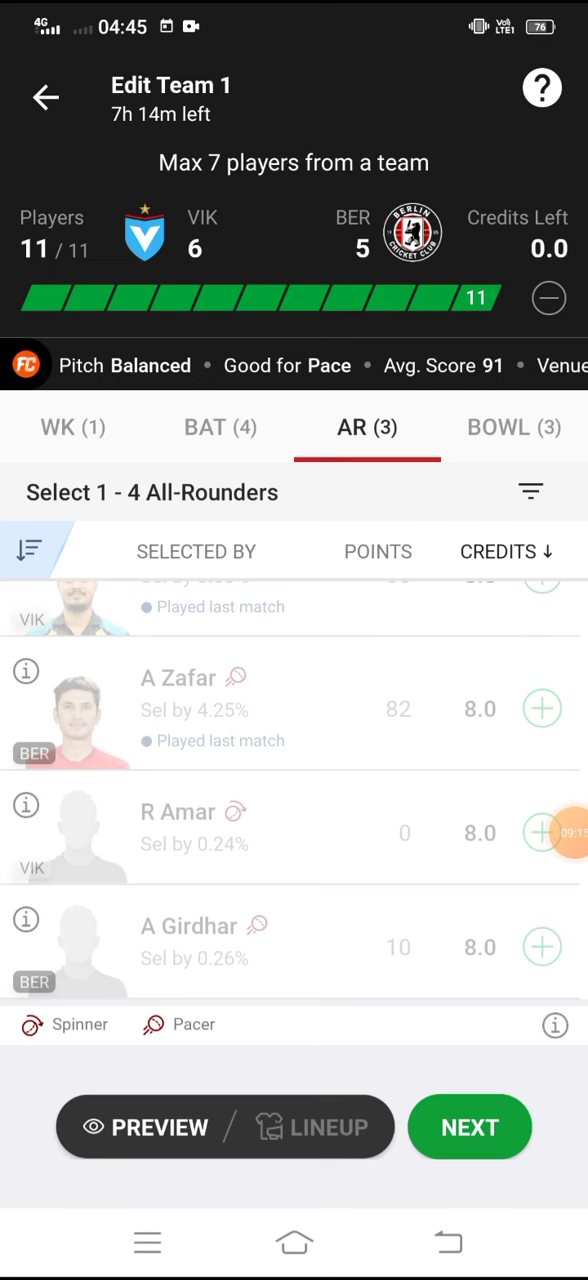 4G 04:45 Vo) LTE1 76
Edit Team 1
7h 14m left
?
Max 7 players from a team
Players VIK BER Credits Left
11 / 11 6 5 0.0
BERLIN
CRICKET CLUB
11
FC Pitch Balanced • Good for Pace • Avg. Score 91 • Venue
WK (1) BAT (4) AR (3) BOWL (3)
Select 1 - 4 All-Rounders
SELECTED BY POINTS CREDITS ↓
VIK Played last match
A Zafar
Sel by 4.25% 82 8.0
BER Played last match
R Amar
Sel by 0.24% 0 8.0
VIK
A Girdhar
Sel by 0.26% 10 8.0
BER
09:15
Spinner Pacer
PREVIEW / LINEUP NEXT